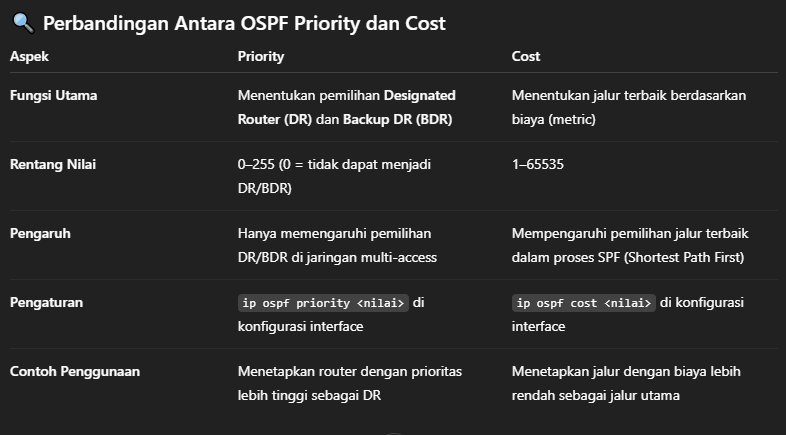 🔍 Perbandingan Antara OSPF Priority dan Cost
Aspek Priority Cost
Fungsi Utama Menentukan pemilihan Designated Menentukan jalur terbaik berdasarkan
Router (DR) dan Backup DR (BDR) biaya (metric)
Rentang Nilai 0–255 (0 = tidak dapat menjadi 1–65535
DR/BDR)
Pengaruh Hanya memengaruhi pemilihan Mempengaruhi pemilihan jalur terbaik
DR/BDR di jaringan multi-access dalam proses SPF (Shortest Path First)
Pengaturan ip ospf priority <nilai> di ip ospf cost <nilai> di konfigurasi
konfigurasi interface interface
Contoh Penggunaan Menetapkan router dengan prioritas Menetapkan jalur dengan biaya lebih
lebih tinggi sebagai DR rendah sebagai jalur utama